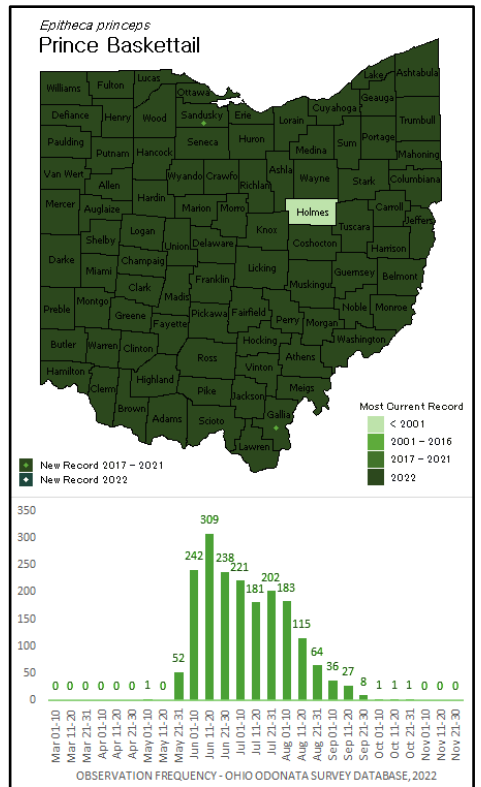 Epitheca princeps
Prince Baskettail
Williams Fulton Lucas Ottawa Lake Ashtabula
Defiance Henry Wood Sandusky Erie Lorain Cuyahoga Geauga Trumbull
Paulding Putnam Hancock Seneca Huron Medina Sum Portage Mahoning
Van Wert Allen Wyando Crawfo Richlan Ashla Wayne Stark Columbiana
Mercer Auglaize Hardin Marion Morro Holmes Carroll Jeffers
Shelby Logan Union Delaware Knox Coshocton Tuscara Harrison
Darke Miami Champaig Licking Guernsey Belmont
Clark Madis Franklin Muskingu Noble Monroe
Preble Montgo Greene Fayette Pickawa Fairfield Perry Morgan Washington
Butler Warren Clinton Ross Hocking Athens
Hamilton Clerm Highland Vinton Meigs
Brown Adams Pike Jackson Gallia
Scioto Lawren
Most Current Record
< 2001
2001 - 2016
2017 - 2021
2022
New Record 2017 - 2021
New Record 2022
350
300
250
200
150
100
50
0
0 0 0 0 0 0 1 0 52 242 309 238 221 181 202 183 115 64 36 27 8 1 1 1 0 0 0
Mar 01-10
Mar 11-20
Mar 21-31
Apr 01-10
Apr 11-20
Apr 21-30
May 01-10
May 11-20
May 21-31
Jun 01-10
Jun 11-20
Jun 21-30
Jul 01-10
Jul 11-20
Jul 21-31
Aug 01-10
Aug 11-20
Aug 21-31
Sep 01-10
Sep 11-20
Sep 21-30
Oct 01-10
Oct 11-20
Oct 21-31
Nov 01-10
Nov 11-20
Nov 21-30
OBSERVATION FREQUENCY - OHIO ODONATA SURVEY DATABASE, 2022